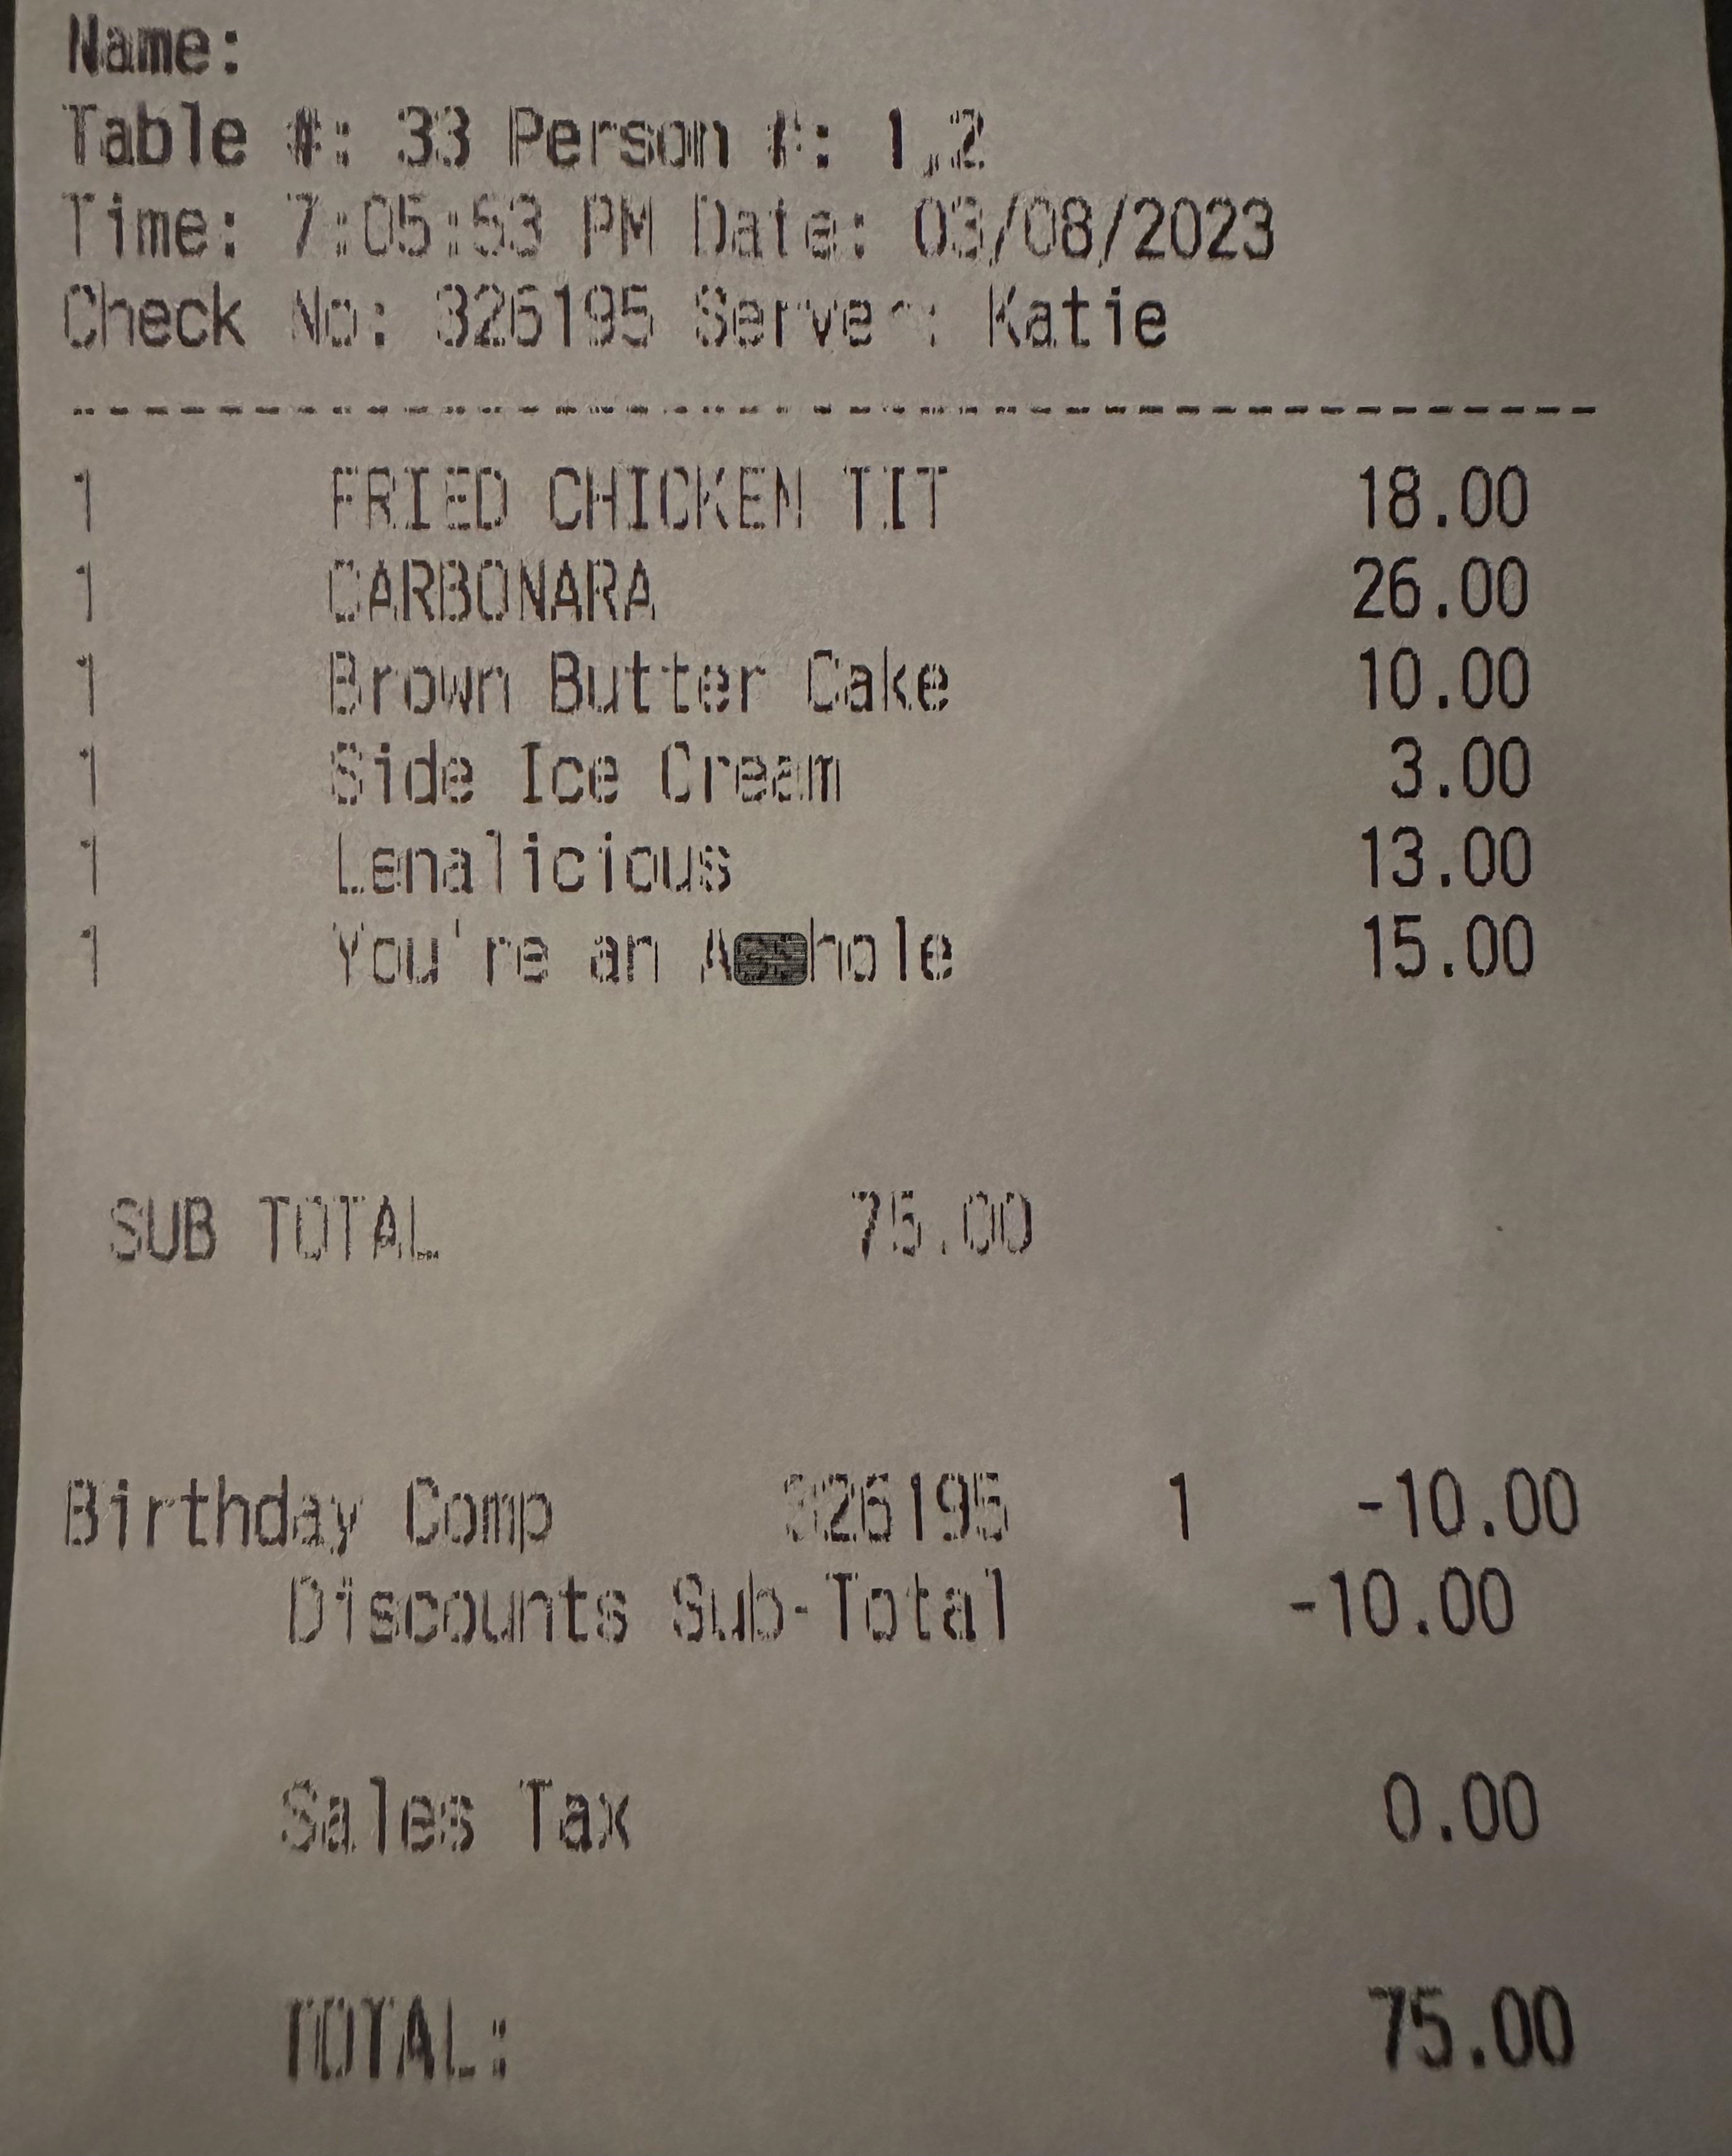 Name:
Table #: 33 Person #: 1,2
Time: 7:05:53 PM Date: 03/08/2023
Check No: 326195 Server: Katie
------------------------------------------
1 FRIED CHICKEN TIT 18.00
1 CARBONARA 26.00
1 Brown Butter Cake 10.00
1 Side Ice Cream 3.00
1 Lenalicious 13.00
1 You're an A hole 15.00
SUB TOTAL 75.00
Birthday Comp 326195 1 -10.00
Discounts Sub-Total -10.00
Sales Tax 0.00
TOTAL: 75.00